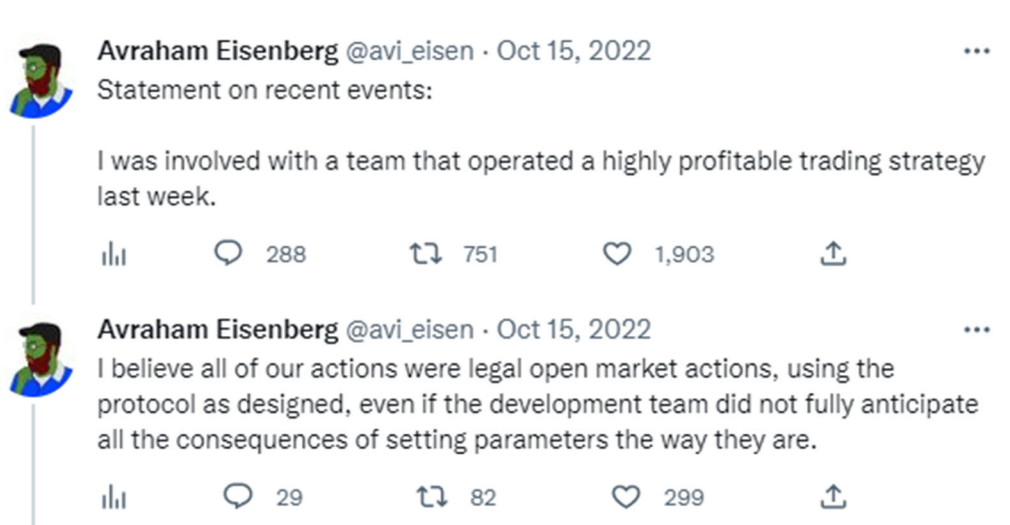 Avraham Eisenberg @avi_eisen · Oct 15, 2022
Statement on recent events:
I was involved with a team that operated a highly profitable trading strategy
last week.
288 751 1,903
Avraham Eisenberg @avi_eisen · Oct 15, 2022
I believe all of our actions were legal open market actions, using the
protocol as designed, even if the development team did not fully anticipate
all the consequences of setting parameters the way they are.
29 82 299